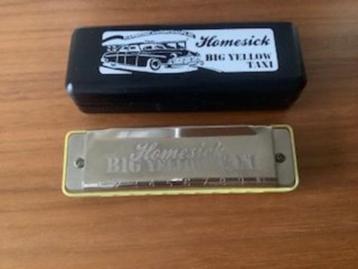 Homesick
BIG YELLOW
TAXI
Homesick
BIG YELLOW TAXI